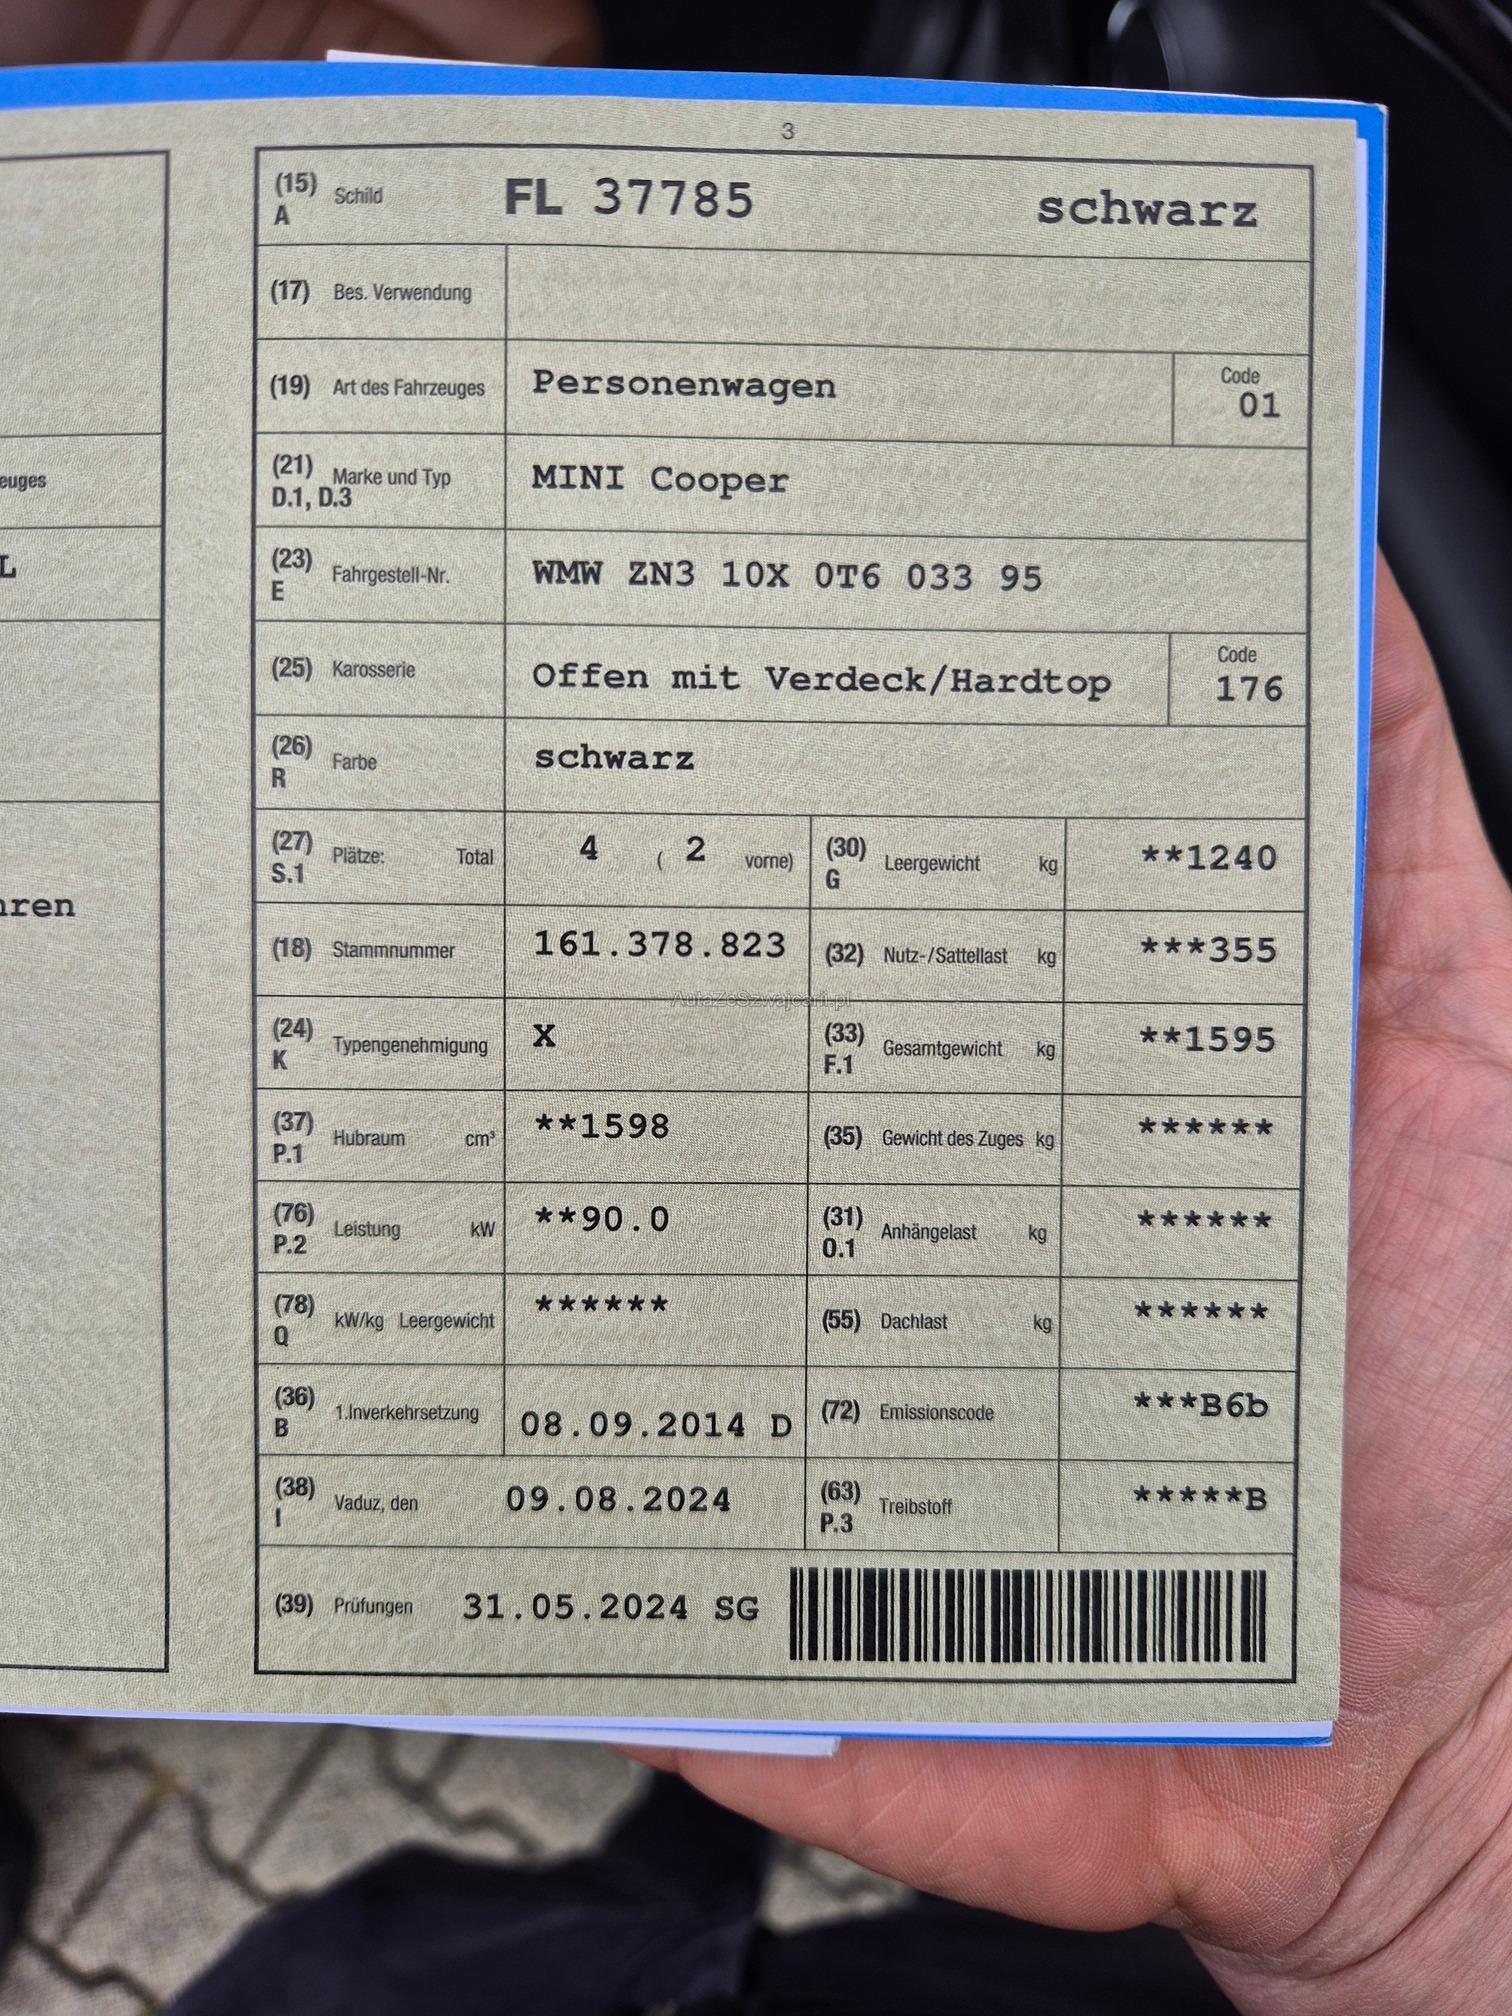 3
(15) A Schild FL 37785 schwarz
(17) Bes. Verwendung
(19) Art des Fahrzeuges Personenwagen Code 01
euges
(21) D.1, D.3 Marke und Typ MINI Cooper
L
(23) E Fahrgestell-Nr. WMW ZN3 10X 0T6 033 95
(25) Karosserie Offen mit Verdeck/Hardtop Code 176
(26) R Farbe schwarz
(27) S.1 Plätze: Total 4 ( 2 vorne) (30) G Leergewicht kg **1240
hren
(18) Stammnummer 161.378.823 (32) Nutz-/Sattellast kg ***355
AutaZeSzwajcarii.pl
(24) K Typengenehmigung X (33) F.1 Gesamtgewicht kg **1595
(37) P.1 Hubraum cm³ **1598 (35) Gewicht des Zuges kg ******
(76) P.2 Leistung kW **90.0 (31) O.1 Anhängelast kg ******
(78) Q kW/kg Leergewicht ****** (55) Dachlast kg ******
(36) B 1.Inverkehrsetzung 08.09.2014 D (72) Emissionscode ***B6b
(38) I Vaduz, den 09.08.2024 (63) P.3 Treibstoff *****B
(39) Prüfungen 31.05.2024 SG